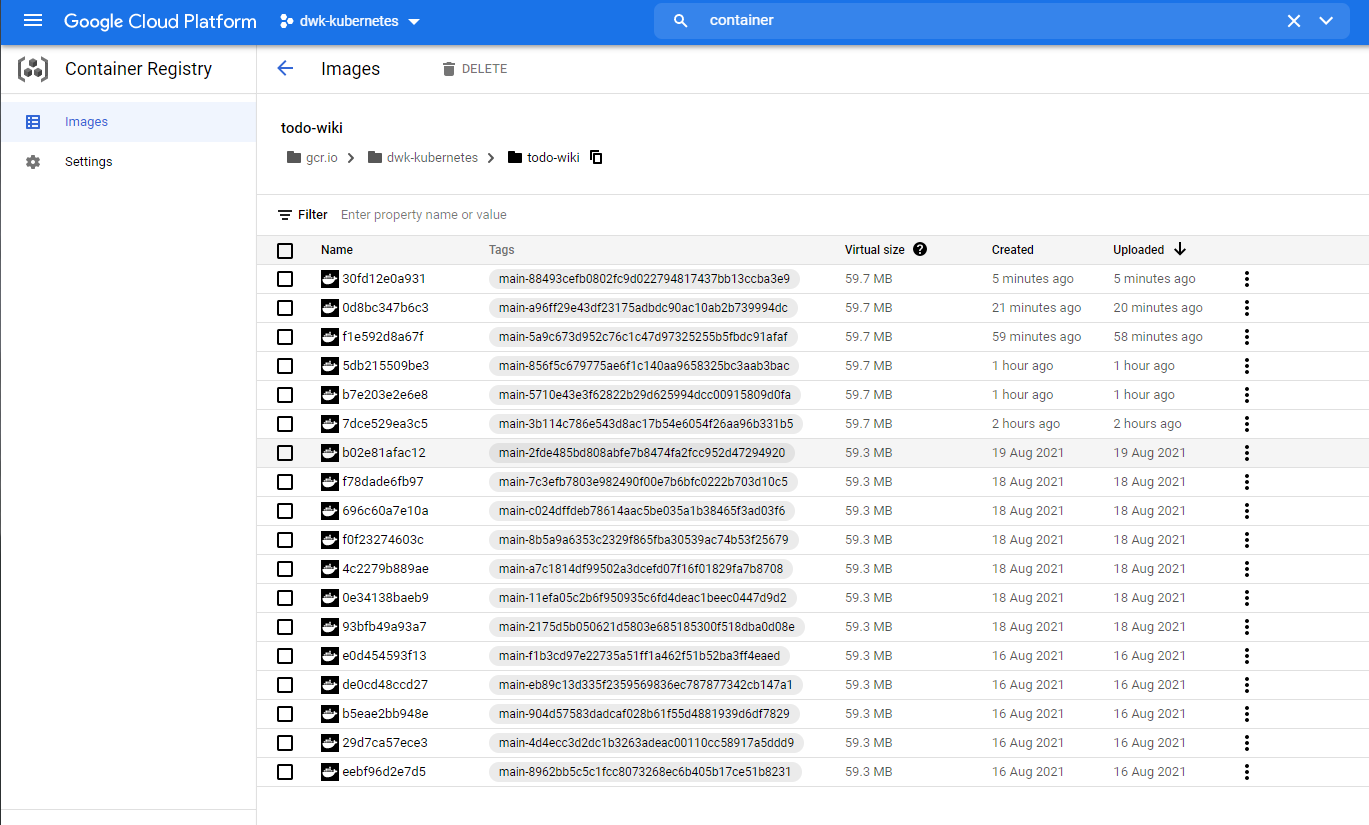 Google Cloud Platform dwk-kubernetes container
Container Registry Images DELETE
Images
Settings
todo-wiki
gcr.io dwk-kubernetes todo-wiki
Filter Enter property name or value
Name Tags Virtual size ? Created Uploaded
30fd12e0a931 main-88493cefb0802fc9d022794817437bb13ccba3e9 59.7 MB 5 minutes ago 5 minutes ago
0d8bc347b6c3 main-a96ff29e43df23175adbdc90ac10ab2b739994dc 59.7 MB 21 minutes ago 20 minutes ago
f1e592d8a67f main-5a9c673d952c76c1c47d97325255b5fbdc91afaf 59.7 MB 59 minutes ago 58 minutes ago
5db215509be3 main-856f5c679775ae6f1c140aa9658325bc3aab3bac 59.7 MB 1 hour ago 1 hour ago
b7e203e2e6e8 main-5710e43e3f62822b29d625994dcc00915809d0fa 59.7 MB 1 hour ago 1 hour ago
7dce529ea3c5 main-3b114c786e543d8ac17b54e6054f26aa96b331b5 59.7 MB 2 hours ago 2 hours ago
b02e81afac12 main-2fde485bd808abfe7b8474fa2fcc952d47294920 59.3 MB 19 Aug 2021 19 Aug 2021
f78dade6fb97 main-7c3efb7803e982490f00e7b6bfc0222b703d10c5 59.3 MB 18 Aug 2021 18 Aug 2021
696c60a7e10a main-c024dffdeb78614aac5be035a1b38465f3ad03f6 59.3 MB 18 Aug 2021 18 Aug 2021
f0f23274603c main-8b5a9a6353c2329f865fba30539ac74b53f25679 59.3 MB 18 Aug 2021 18 Aug 2021
4c2279b889ae main-a7c1814df99502a3dcefd07f16f01829fa7b8708 59.3 MB 18 Aug 2021 18 Aug 2021
0e34138baeb9 main-11efa05c2b6f950935c6fd4deac1beec0447d9d2 59.3 MB 18 Aug 2021 18 Aug 2021
93bfb49a93a7 main-2175d5b050621d5803e685185300f518dba0d08e 59.3 MB 18 Aug 2021 18 Aug 2021
e0d454593f13 main-f1b3cd97e22735a51ff1a462f51b52ba3ff4eaed 59.3 MB 16 Aug 2021 16 Aug 2021
de0cd48ccd27 main-eb89c13d335f2359569836ec787877342cb147a1 59.3 MB 16 Aug 2021 16 Aug 2021
b5eae2bb948e main-904d57583dadcaf028b61f55d4881939d6df7829 59.3 MB 16 Aug 2021 16 Aug 2021
29d7ca57ece3 main-4d4ecc3d2dc1b3263adeac00110cc58917a5ddd9 59.3 MB 16 Aug 2021 16 Aug 2021
eebf96d2e7d5 main-8962bb5c5c1fcc8073268ec6b405b17ce51b8231 59.3 MB 16 Aug 2021 16 Aug 2021